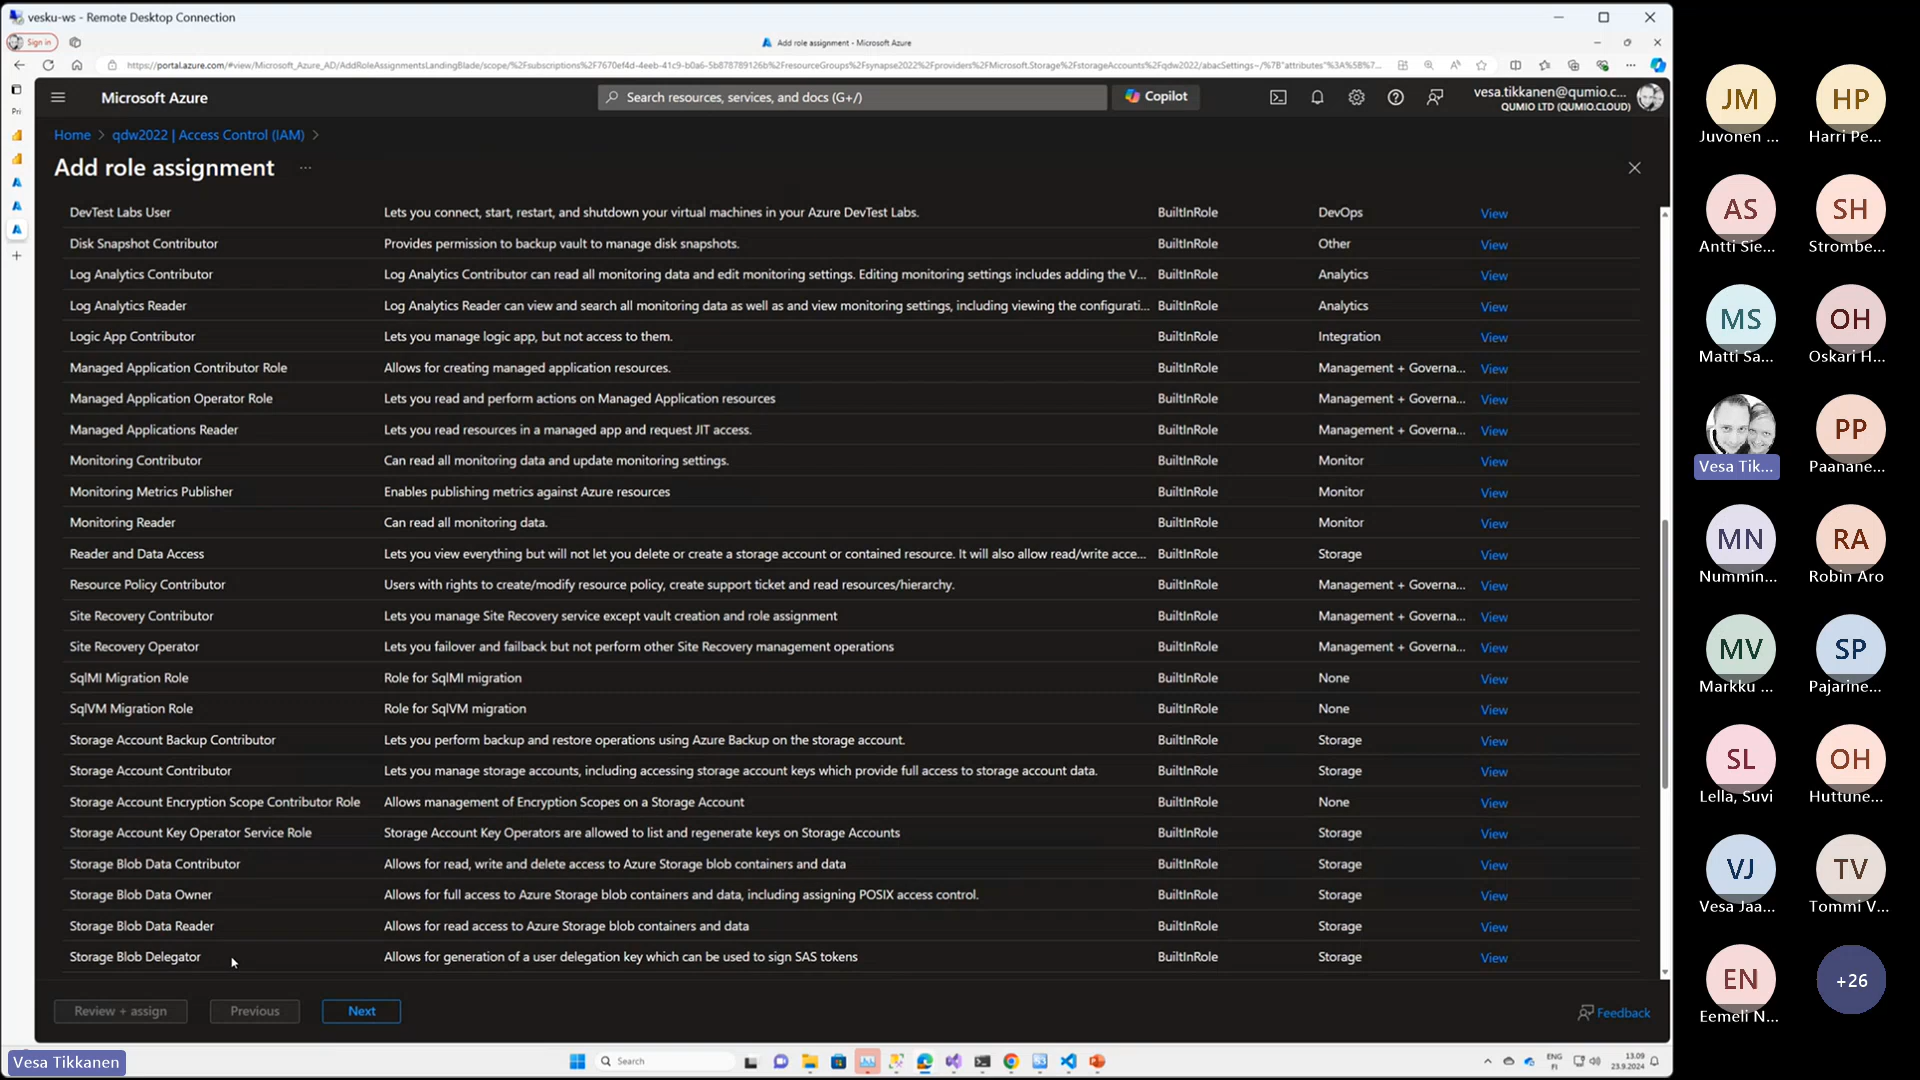 vesku-ws - Remote Desktop Connection
Sign in
Add role assignment - Microsoft Azure
Pri
Microsoft Azure
Search resources, services, and docs (G+/)
Copilot
vesa.tikkanen@qumio.c...
QUMIO LTD (QUMIO.CLOUD)
Home > qdw2022 | Access Control (IAM) >
Add role assignment ...
DevTest Labs User Lets you connect, start, restart, and shutdown your virtual machines in your Azure DevTest Labs. BuiltInRole DevOps View
Disk Snapshot Contributor Provides permission to backup vault to manage disk snapshots. BuiltInRole Other View
Log Analytics Contributor Log Analytics Contributor can read all monitoring data and edit monitoring settings. Editing monitoring settings includes adding the V... BuiltInRole Analytics View
Log Analytics Reader Log Analytics Reader can view and search all monitoring data as well as and view monitoring settings, including viewing the configurati... BuiltInRole Analytics View
Logic App Contributor Lets you manage logic app, but not access to them. BuiltInRole Integration View
Managed Application Contributor Role Allows for creating managed application resources. BuiltInRole Management + Governa... View
Managed Application Operator Role Lets you read and perform actions on Managed Application resources BuiltInRole Management + Governa... View
Managed Applications Reader Lets you read resources in a managed app and request JIT access. BuiltInRole Management + Governa... View
Monitoring Contributor Can read all monitoring data and update monitoring settings. BuiltInRole Monitor View
Monitoring Metrics Publisher Enables publishing metrics against Azure resources BuiltInRole Monitor View
Monitoring Reader Can read all monitoring data. BuiltInRole Monitor View
Reader and Data Access Lets you view everything but will not let you delete or create a storage account or contained resource. It will also allow read/write acce... BuiltInRole Storage View
Resource Policy Contributor Users with rights to create/modify resource policy, create support ticket and read resources/hierarchy. BuiltInRole Management + Governa... View
Site Recovery Contributor Lets you manage Site Recovery service except vault creation and role assignment BuiltInRole Management + Governa... View
Site Recovery Operator Lets you failover and failback but not perform other Site Recovery management operations BuiltInRole Management + Governa... View
SqlMI Migration Role Role for SqlMI migration BuiltInRole None View
SqlVM Migration Role Role for SqlVM migration BuiltInRole None View
Storage Account Backup Contributor Lets you perform backup and restore operations using Azure Backup on the storage account. BuiltInRole Storage View
Storage Account Contributor Lets you manage storage accounts, including accessing storage account keys which provide full access to storage account data. BuiltInRole Storage View
Storage Account Encryption Scope Contributor Role Allows management of Encryption Scopes on a Storage Account BuiltInRole None View
Storage Account Key Operator Service Role Storage Account Key Operators are allowed to list and regenerate keys on Storage Accounts BuiltInRole Storage View
Storage Blob Data Contributor Allows for read, write and delete access to Azure Storage blob containers and data BuiltInRole Storage View
Storage Blob Data Owner Allows for full access to Azure Storage blob containers and data, including assigning POSIX access control. BuiltInRole Storage View
Storage Blob Data Reader Allows for read access to Azure Storage blob containers and data BuiltInRole Storage View
Storage Blob Delegator Allows for generation of a user delegation key which can be used to sign SAS tokens BuiltInRole Storage View
Review + assign Previous Next Feedback
Vesa Tikkanen
Search
ENG
FI
13.09
23.9.2024
JM HP
Juvonen ... Harri Pe...
AS SH
Antti Sie... Strombe...
MS OH
Matti Sa... Oskari H...
PP
Vesa Tik... Paanane...
MN RA
Nummin... Robin Aro
MV SP
Markku ... Pajarine...
SL OH
Lella, Suvi Huttune...
VJ TV
Vesa Jaa... Tommi V...
EN +26
Eemeli N...